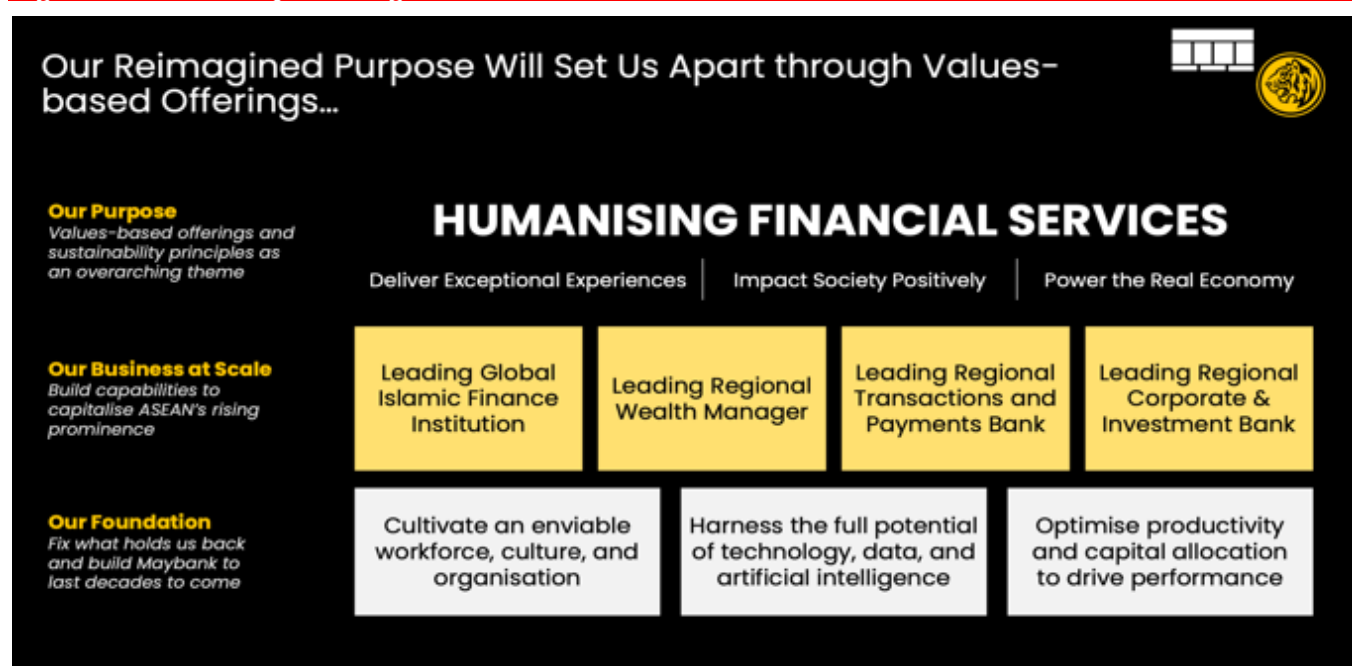 Our Reimagined Purpose Will Set Us Apart through Values-
based Offerings…
Our Purpose
Values-based offerings and
sustainability principles as
an overarching theme
HUMANISING FINANCIAL SERVICES
Deliver Exceptional Experiences
Impact Society Positively
Power the Real Economy
Our Business at Scale
Build capabilities to
capitalise ASEAN's rising
prominence
Leading Global
Islamic Finance
Institution
Leading Regional
Wealth Manager
Leading Regional
Transactions and
Payments Bank
Leading Regional
Corporate &
Investment Bank
Our Foundation
Fix what holds us back
and build Maybank to
last decades to come
Cultivate an enviable
workforce, culture, and
organisation
Harness the full potential
of technology, data, and
artificial intelligence
Optimise productivity
and capital allocation
to drive performance